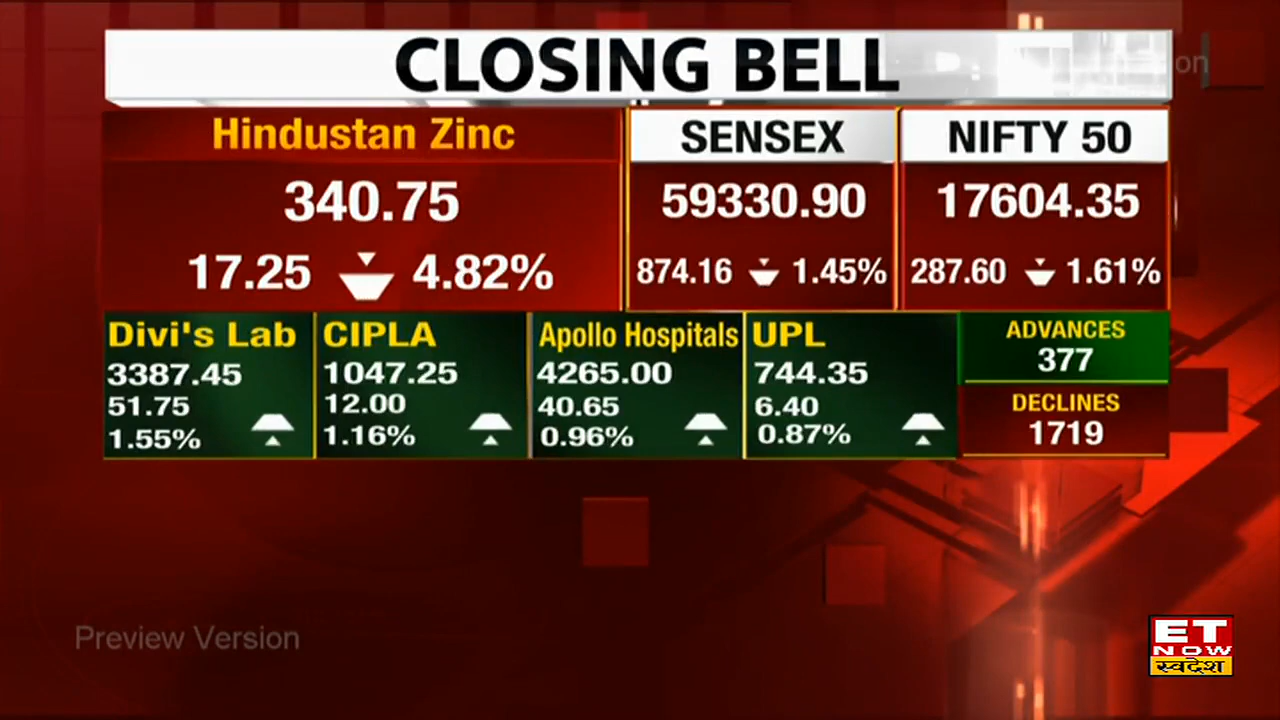 CLOSING BELL
Hindustan Zinc
340.75
17.25 4.82%
SENSEX
59330.90
874.16 1.45%
NIFTY 50
17604.35
287.60 1.61%
Divi's Lab
3387.45
51.75
1.55%
CIPLA
1047.25
12.00
1.16%
Apollo Hospitals
4265.00
40.65
0.96%
UPL
744.35
6.40
0.87%
ADVANCES
377
DECLINES
1719
Preview Version
ET
NOW
स्वदेश